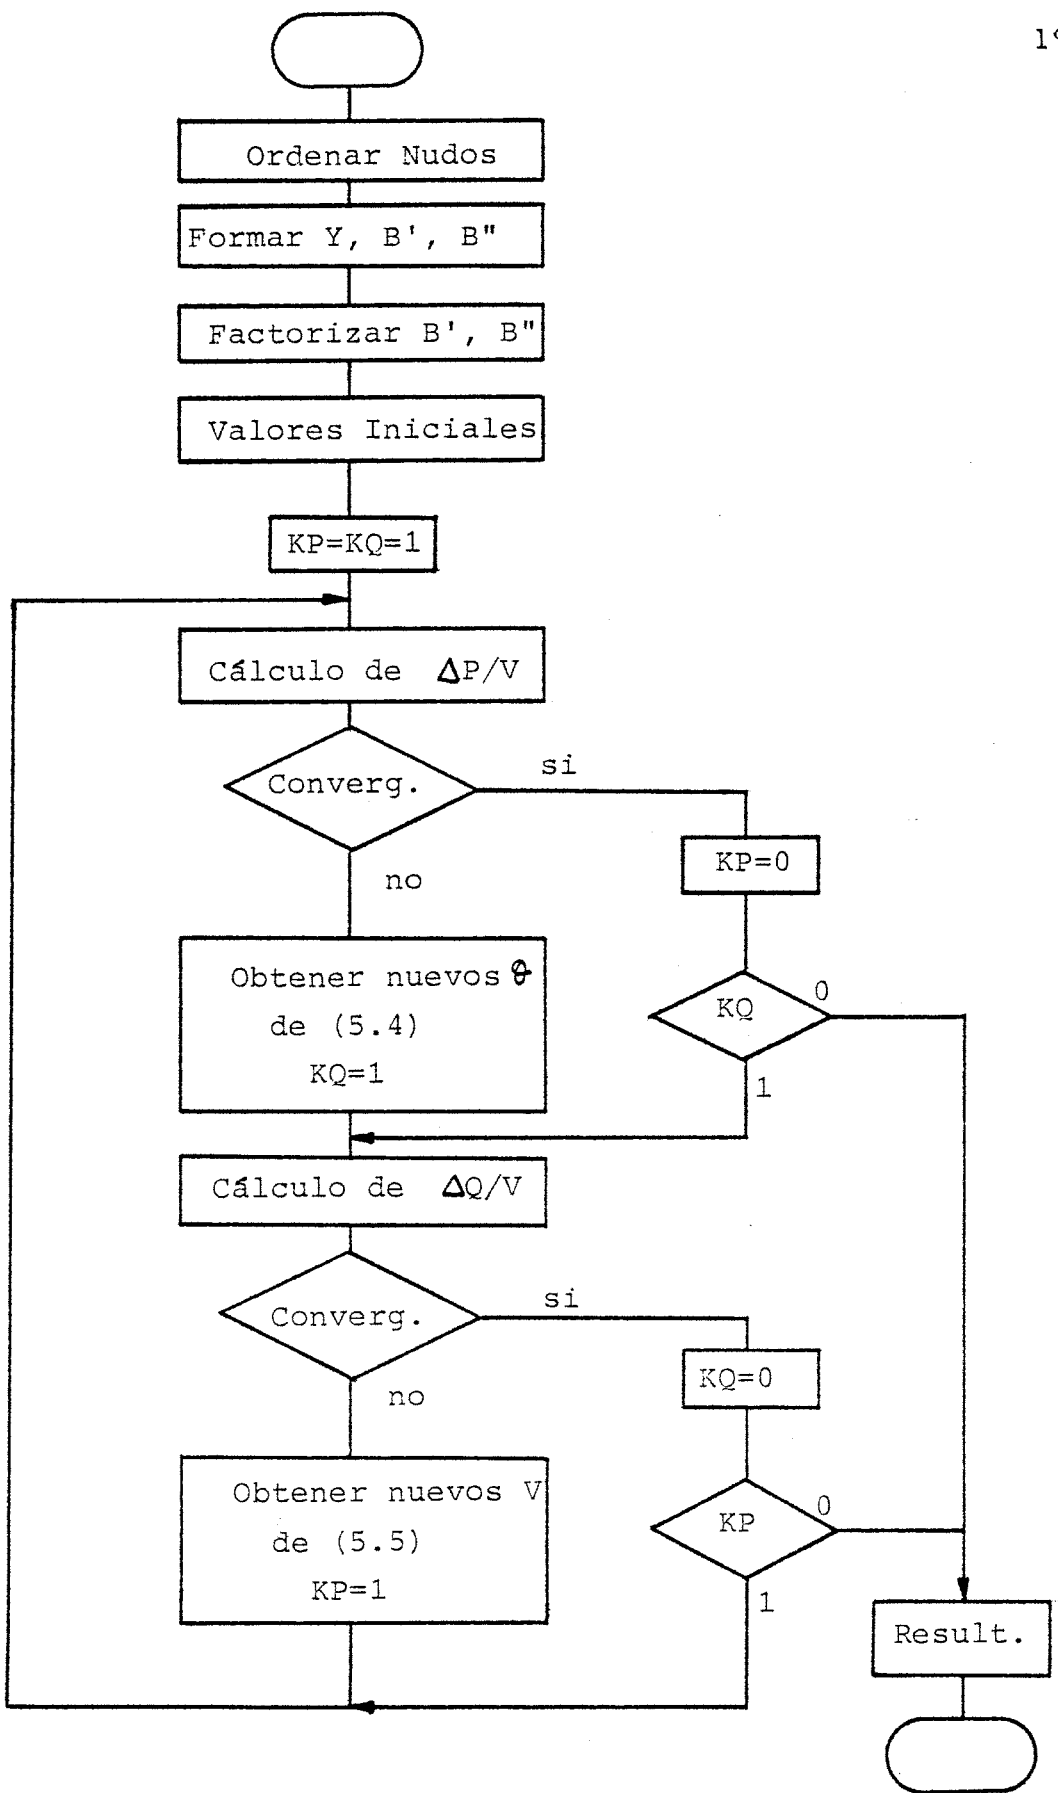 Ordenar Nudos
Formar Y, B', B"
Factorizar B', B"
Valores Iniciales
KP=KQ=1
Cálculo de ΔP/V
Converg.
si
no
KP=0
Obtener nuevos θ
de (5.4)
KQ=1
KQ
0
1
Cálculo de ΔQ/V
Converg.
si
no
KQ=0
Obtener nuevos V
de (5.5)
KP=1
KP
0
1
Result.